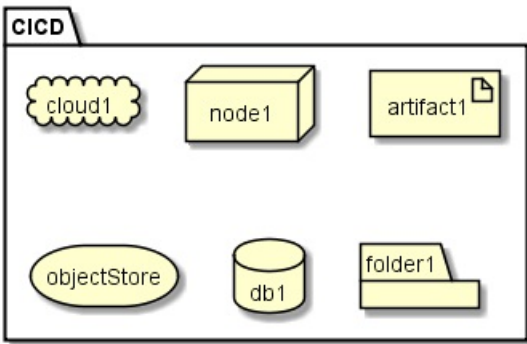 CICD
cloud1
node1
artifact1
objectStore
db1
folder1